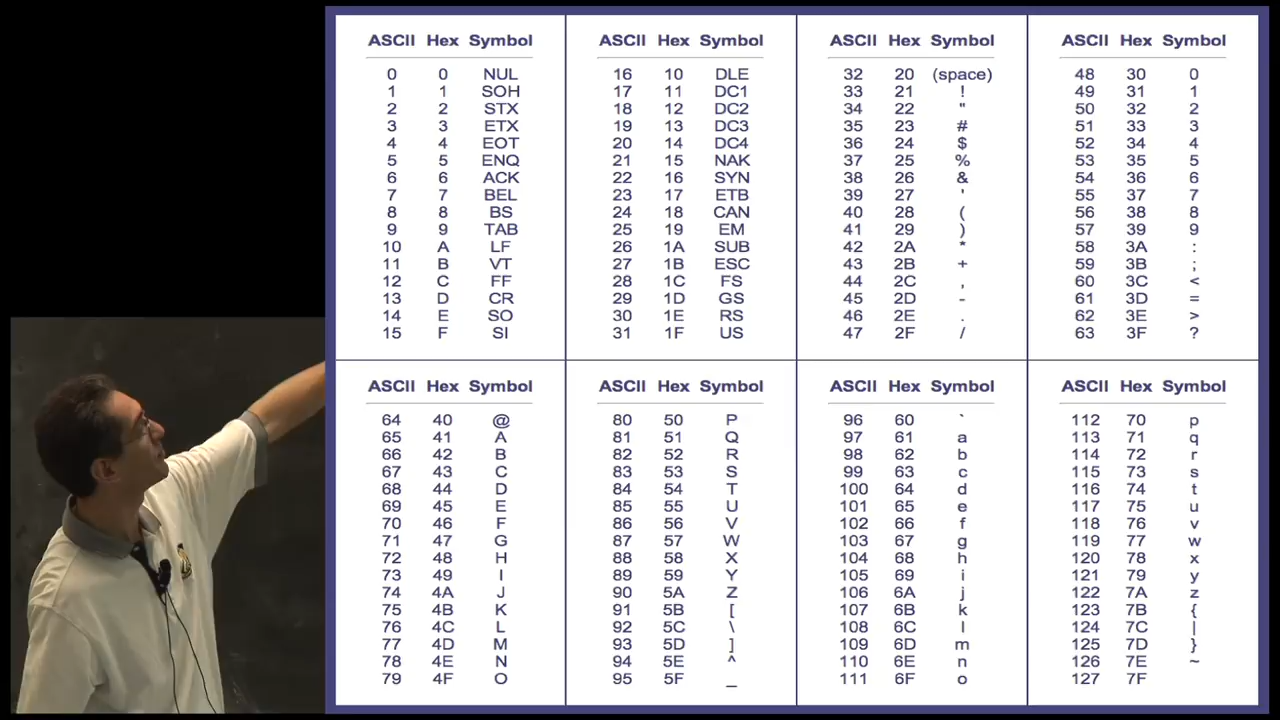 ASCII Hex Symbol
0 0 NUL
1 1 SOH
2 2 STX
3 3 ETX
4 4 EOT
5 5 ENQ
6 6 ACK
7 7 BEL
8 8 BS
9 9 TAB
10 A LF
11 B VT
12 C FF
13 D CR
14 E SO
15 F SI
ASCII Hex Symbol
16 10 DLE
17 11 DC1
18 12 DC2
19 13 DC3
20 14 DC4
21 15 NAK
22 16 SYN
23 17 ETB
24 18 CAN
25 19 EM
26 1A SUB
27 1B ESC
28 1C FS
29 1D GS
30 1E RS
31 1F US
ASCII Hex Symbol
32 20 (space)
33 21 !
34 22 "
35 23 #
36 24 $
37 25 %
38 26 &
39 27 '
40 28 (
41 29 )
42 2A *
43 2B +
44 2C ,
45 2D -
46 2E .
47 2F /
ASCII Hex Symbol
48 30 0
49 31 1
50 32 2
51 33 3
52 34 4
53 35 5
54 36 6
55 37 7
56 38 8
57 39 9
58 3A :
59 3B ;
60 3C <
61 3D =
62 3E >
63 3F ?
ASCII Hex Symbol
64 40 @
65 41 A
66 42 B
67 43 C
68 44 D
69 45 E
70 46 F
71 47 G
72 48 H
73 49 I
74 4A J
75 4B K
76 4C L
77 4D M
78 4E N
79 4F O
ASCII Hex Symbol
80 50 P
81 51 Q
82 52 R
83 53 S
84 54 T
85 55 U
86 56 V
87 57 W
88 58 X
89 59 Y
90 5A Z
91 5B [
92 5C \
93 5D ]
94 5E ^
95 5F _
ASCII Hex Symbol
96 60 `
97 61 a
98 62 b
99 63 c
100 64 d
101 65 e
102 66 f
103 67 g
104 68 h
105 69 i
106 6A j
107 6B k
108 6C l
109 6D m
110 6E n
111 6F o
ASCII Hex Symbol
112 70 p
113 71 q
114 72 r
115 73 s
116 74 t
117 75 u
118 76 v
119 77 w
120 78 x
121 79 y
122 7A z
123 7B {
124 7C |
125 7D }
126 7E ~
127 7F